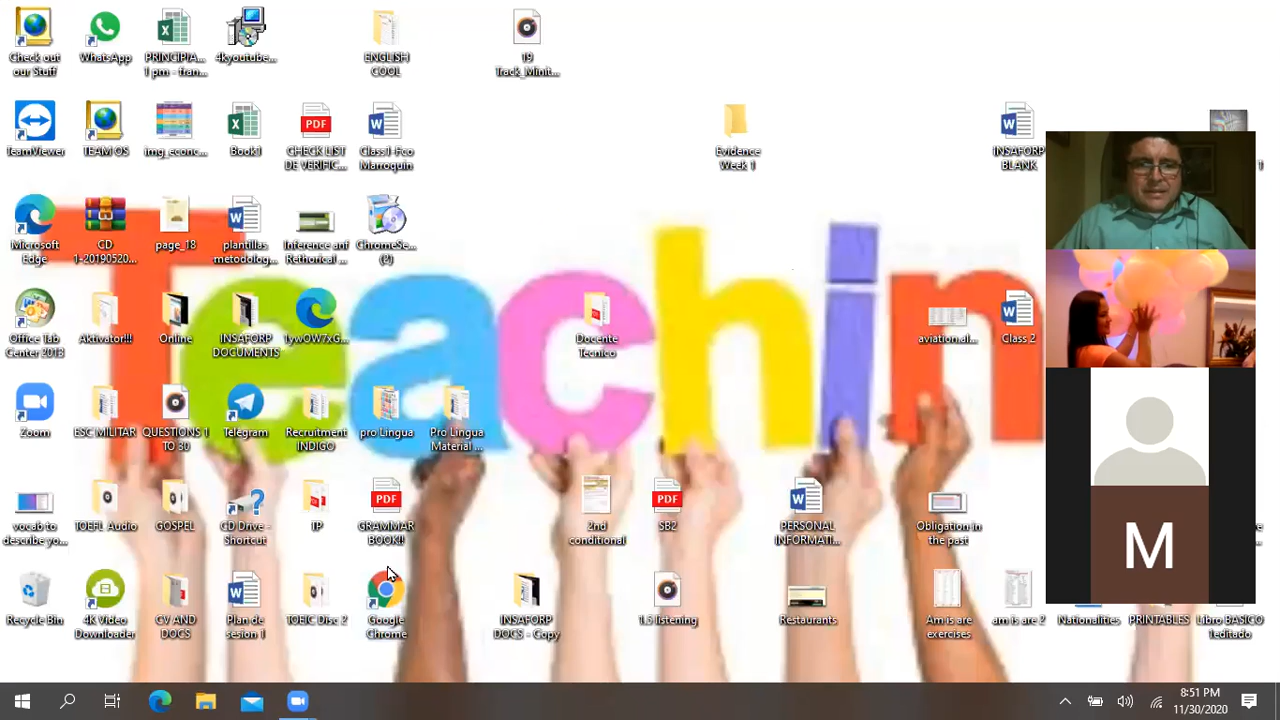 Check out
our Stuff
WhatsApp
PRINCIPIA...
1 pm - fran...
4kyoutube...
ENGLISH
COOL
19
Track_Minit...
TeamViewer
TEAM OS
img_econc...
Book1
PDF
CHECK LIST
DE VERIFIC...
Class1-Fco
Marroquin
Evidence
Week 1
INSAFORP
BLANK
1
Microsoft
Edge
CD
1-20190520...
page_18
plantillas
metodolog...
Inference anf
Rethorical ...
ChromeSe...
(2)
Teachin
Office Tab
Center 2013
Aktivator!!!
Online
INSAFORP
DOCUMENTS
1ywOW7xG...
Docente
Tecnico
aviation al...
Class 2
Zoom
ESC MILITAR
QUESTIONS 1
TO 30
Telegram
Recruitment
INDIGO
pro Lingua
Pro Lingua
Material ...
vocab to
describe yo...
TOEFL Audio
GOSPEL
CD Drive -
Shortcut
TP
PDF
GRAMMAR
BOOK!!
2nd
conditional
PDF
SB2
PERSONAL
INFORMATI...
Obligation in
the past
M
Recycle Bin
4K Video
Downloader
CV AND
DOCS
Plan de
sesion 1
TOEIC Disc 2
Google
Chrome
INSAFORP
DOCS - Copy
1.5 listening
Restaurants
Am is are
exercises
am is are 2
Nationalities
PRINTABLES
Libro BASICO
1editado
8:51 PM
11/30/2020